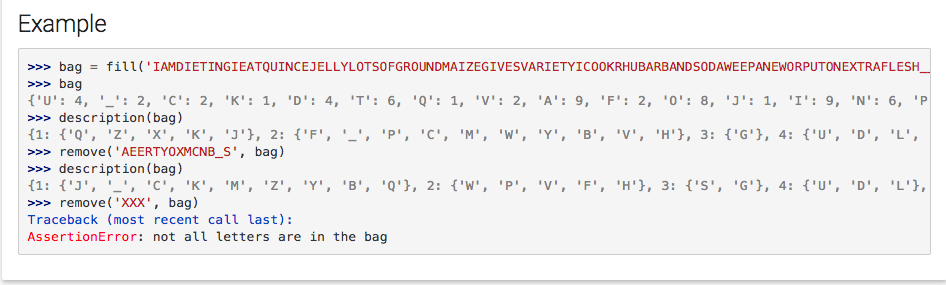 Example
>>> bag = fill('IAMDIETINGIEATQUINCEJELLYLOTSOFGROUNDMAIZEGIVESVARIETYICOOKRHUBARBANDSODAWEEPANEWORPUTONEXTRAFLESH_
>>> bag
{'U': 4, '_': 2, 'C': 2, 'K': 1, 'D': 4, 'T': 6, 'Q': 1, 'V': 2, 'A': 9, 'F': 2, 'O': 8, 'J': 1, 'I': 9, 'N': 6, 'P
>>> description(bag)
{1: {'Q', 'Z', 'X', 'K', 'J'}, 2: {'F', '_', 'P', 'C', 'M', 'W', 'Y', 'B', 'V', 'H'}, 3: {'G'}, 4: {'U', 'D', 'L',
>>> remove('AEERTYOXMCNB_S', bag)
>>> description(bag)
{1: {'J', '_', 'C', 'K', 'M', 'Z', 'Y', 'B', 'Q'}, 2: {'W', 'P', 'V', 'F', 'H'}, 3: {'S', 'G'}, 4: {'U', 'D', 'L'},
>>> remove('XXX', bag)
Traceback (most recent call last):
AssertionError: not all letters are in the bag